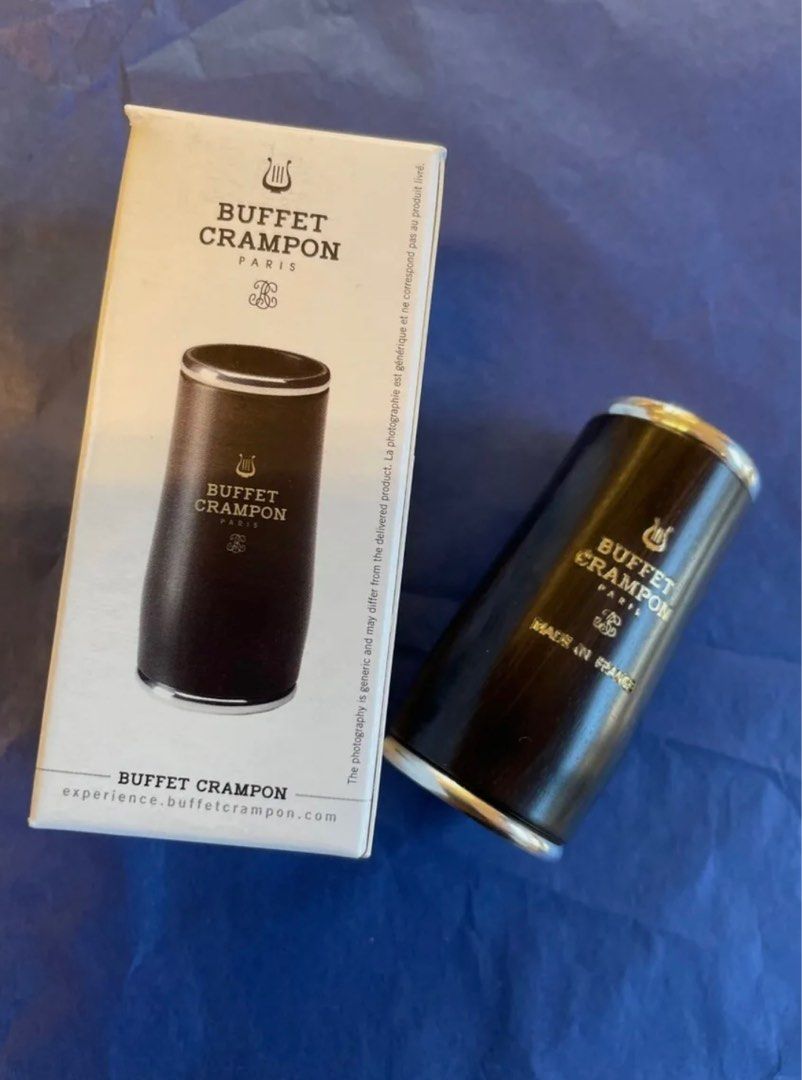 BUFFET
CRAMPON
PARIS
BUFFET
CRAMPON
PARIS
The photography is generic and may differ from the delivered product. La photographie est générique et ne correspond pas au produit livré.
BUFFET CRAMPON
experience.buffetcrampon.com
BUFFET
CRAMPON
PARIS
MADE IN FRANCE